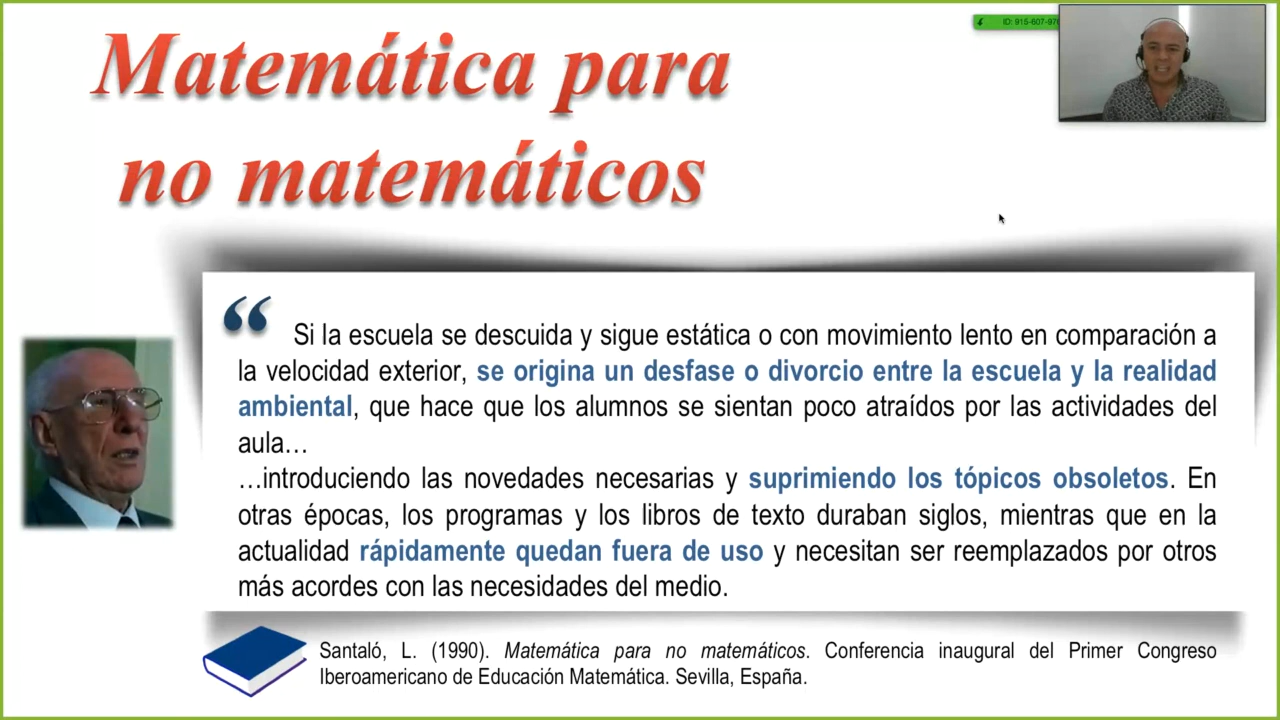 ID: 915-607-97
Matemática para
no matemáticos
“ Si la escuela se descuida y sigue estática o con movimiento lento en comparación a
la velocidad exterior, se origina un desfase o divorcio entre la escuela y la realidad
ambiental, que hace que los alumnos se sientan poco atraídos por las actividades del
aula…
…introduciendo las novedades necesarias y suprimiendo los tópicos obsoletos. En
otras épocas, los programas y los libros de texto duraban siglos, mientras que en la
actualidad rápidamente quedan fuera de uso y necesitan ser reemplazados por otros
más acordes con las necesidades del medio.
Santaló, L. (1990). Matemática para no matemáticos. Conferencia inaugural del Primer Congreso
Iberoamericano de Educación Matemática. Sevilla, España.